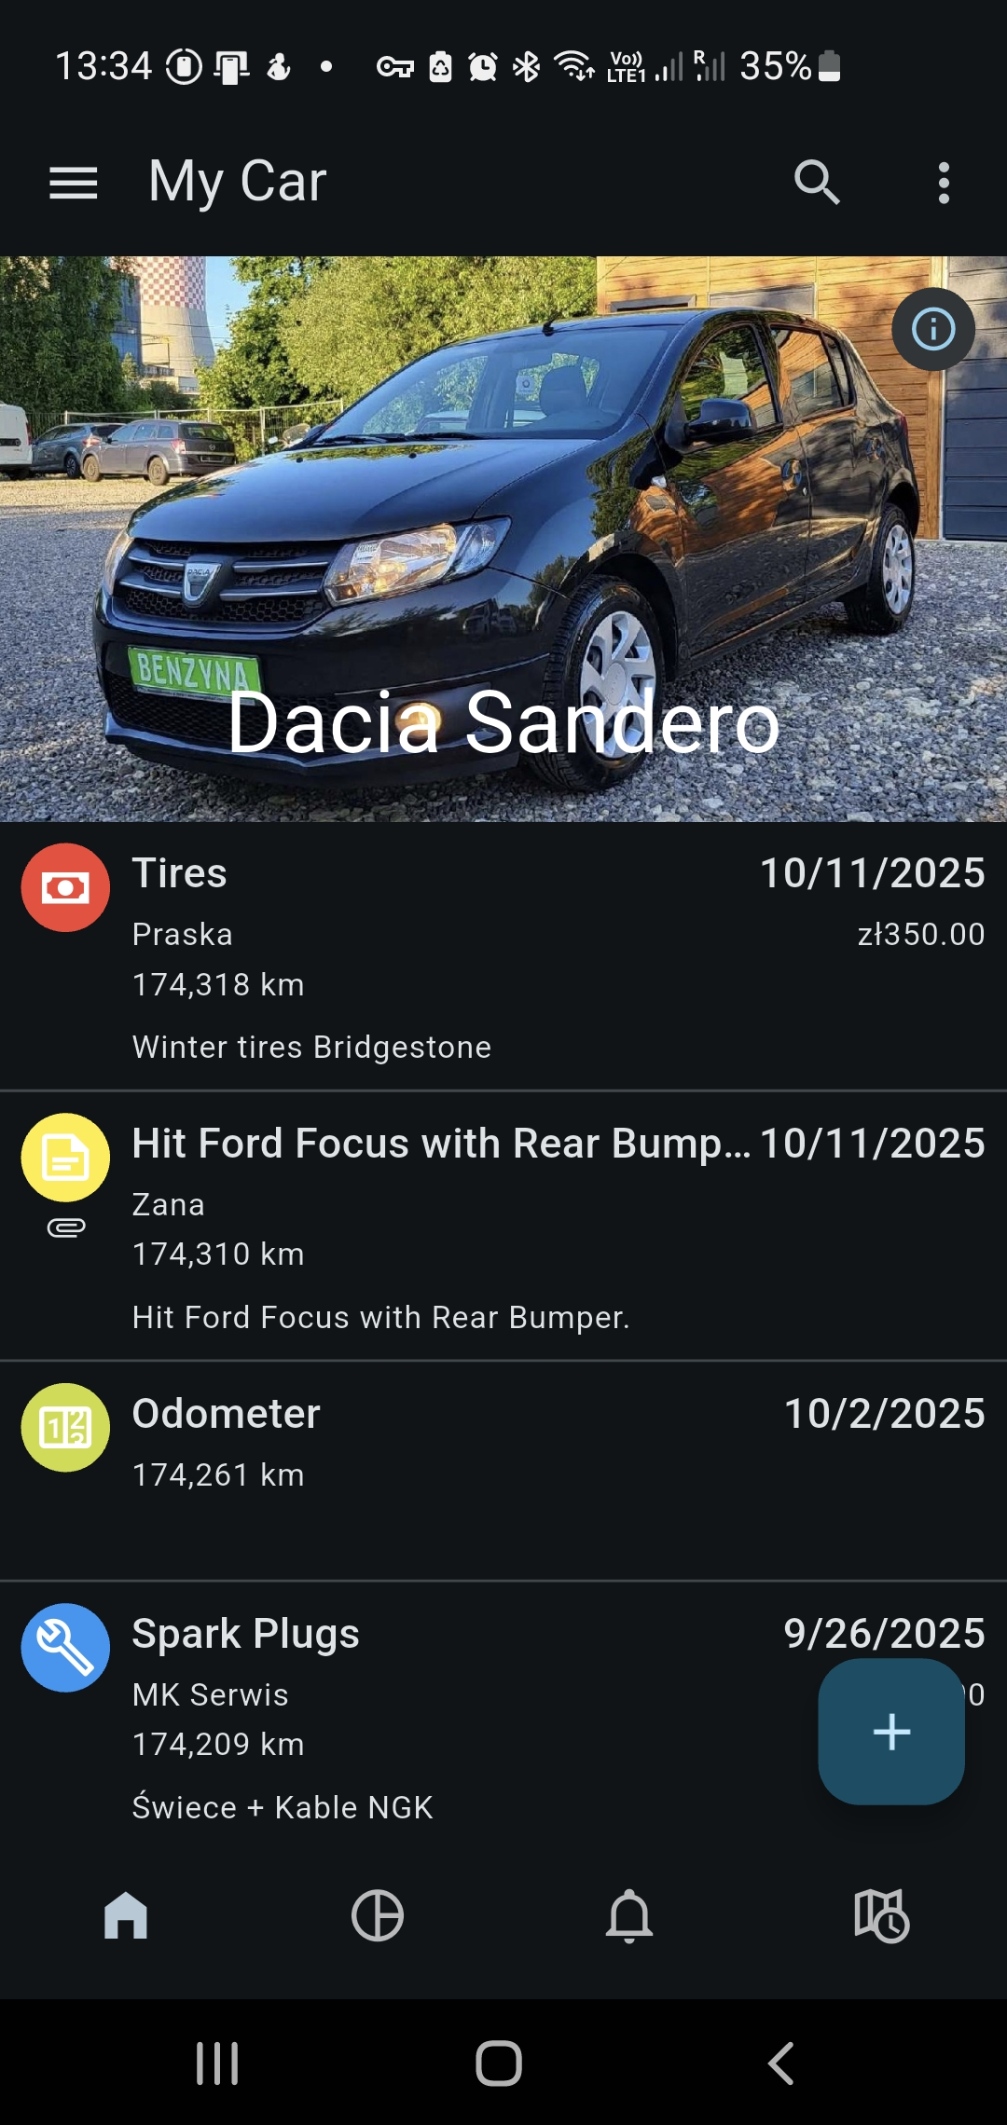 13:34
Vo))
LTE1
R
35%
My Car
DACIA
BENZYNA
Dacia Sandero
Tires 10/11/2025
Praska zł350.00
174,318 km
Winter tires Bridgestone
Hit Ford Focus with Rear Bump... 10/11/2025
Zana
174,310 km
Hit Ford Focus with Rear Bumper.
Odometer 10/2/2025
174,261 km
Spark Plugs 9/26/2025
MK Serwis
174,209 km
Świece + Kable NGK